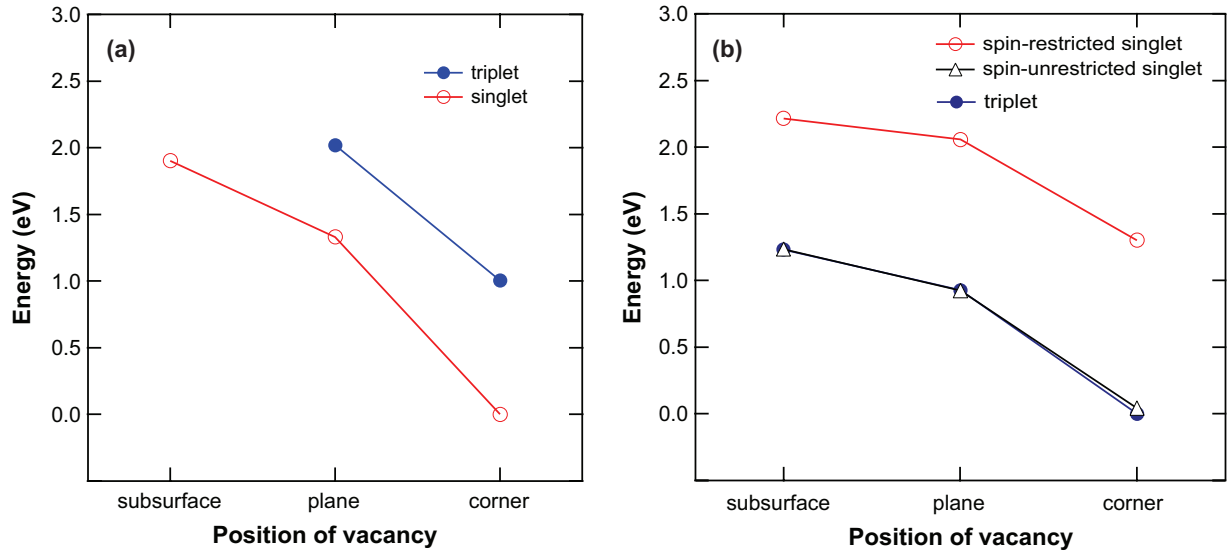 (a)
triplet
singlet
3.0
2.5
2.0
1.5
1.0
0.5
0.0
Energy (eV)
subsurface
plane
corner
Position of vacancy
(b)
spin-restricted singlet
spin-unrestricted singlet
triplet
3.0
2.5
2.0
1.5
1.0
0.5
0.0
Energy (eV)
subsurface
plane
corner
Position of vacancy